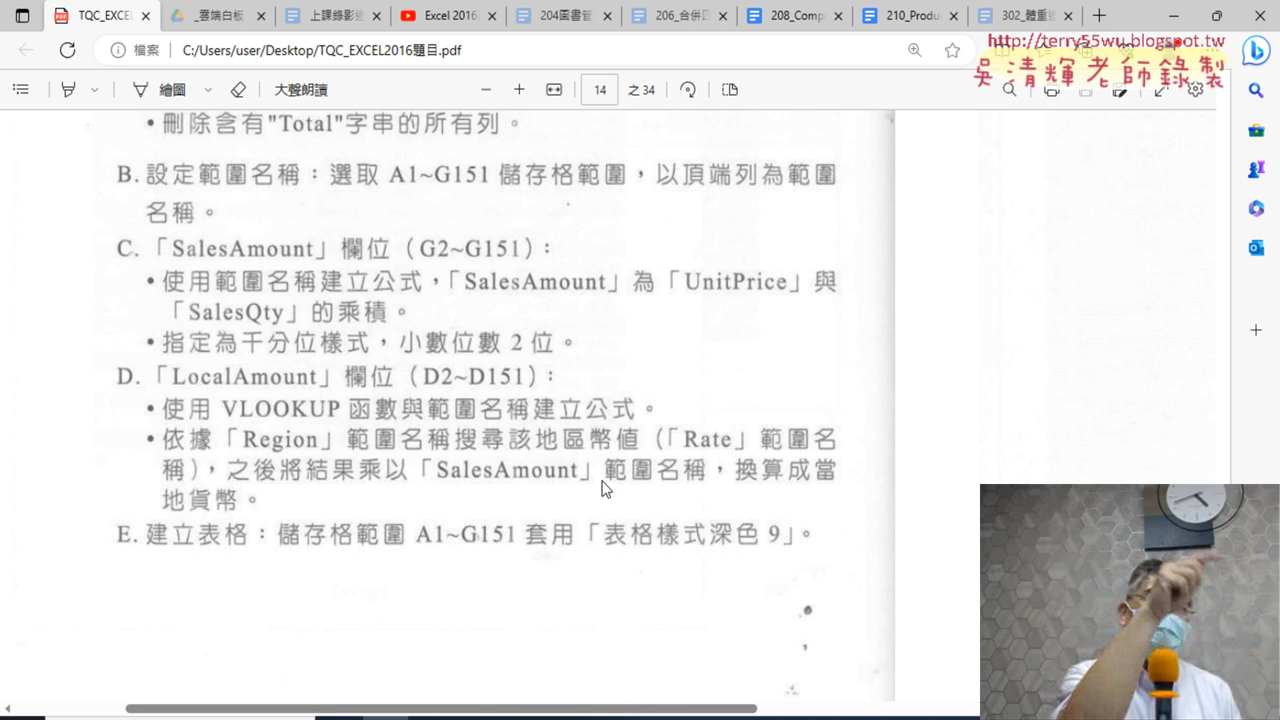 TQC_EXCE
_雲端白板
上課錄影連
Excel 2016
204圖書管
206_合併四
208_Comp
210_Produ
302_體重過
檔案
C:/Users/user/Desktop/TQC_EXCEL2016題目.pdf
http://terry55wu.blogspot.tw
吳清輝老師錄製
繪圖
大聲朗讀
14
之 34
•刪除含有"Total"字串的所有列。
B. 設定範圍名稱：選取 A1~G151 儲存格範圍，以頂端列為範圍
名稱。
C.「SalesAmount」欄位（G2~G151）：
•使用範圍名稱建立公式，「SalesAmount」為「UnitPrice」與
「SalesQty」的乘積。
•指定為千分位樣式，小數位數 2 位。
D.「LocalAmount」欄位（D2~D151）：
•使用 VLOOKUP 函數與範圍名稱建立公式。
•依據「Region」範圍名稱搜尋該地區幣值（「Rate」範圍名
稱），之後將結果乘以「SalesAmount」範圍名稱，換算成當
地貨幣。
E. 建立表格：儲存格範圍 A1~G151 套用「表格樣式深色 9」。